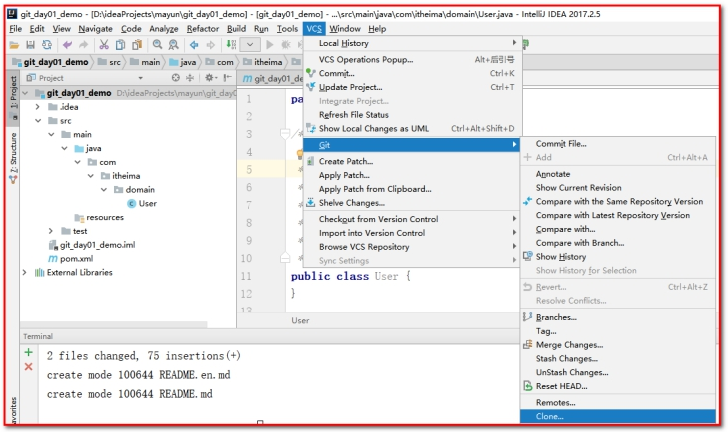 git_day01_demo - [D:\ideaProjects\mayun\git_day01_demo] - [git_day01_demo] - ...\src\main\java\com\itheima\domain\User.java - IntelliJ IDEA 2017.2.5
File Edit View Navigate Code Analyze Refactor Build Run Tools VCS Window Help
git_day01_demo src main java com itheima
Project
git_day01_demo D:\ideaProjects\mayun\git_dayC
.idea
src
main
java
com
itheima
domain
User
resources
test
git_day01_demo.iml
pom.xml
External Libraries
1: Project
7: Structure
avorites
git_day01_de
1
2
3
4
5
6
7
8
9
10
11
12
pa
/*
*
*
public class User {
}
User
Local History
VCS Operations Popup... Alt+后引号
Commit... Ctrl+K
Update Project... Ctrl+T
Integrate Project...
Refresh File Status
Show Local Changes as UML Ctrl+Alt+Shift+D
Git
Create Patch...
Apply Patch...
Apply Patch from Clipboard...
Shelve Changes...
Checkout from Version Control
Import into Version Control
Browse VCS Repository
Sync Settings
Commit File...
Add Ctrl+Alt+A
Annotate
Show Current Revision
Compare with the Same Repository Version
Compare with Latest Repository Version
Compare with...
Compare with Branch...
Show History
Show History for Selection
Revert... Ctrl+Alt+Z
Resolve Conflicts...
Branches...
Tag...
Merge Changes...
Stash Changes...
UnStash Changes...
Reset HEAD...
Remotes...
Clone...
Terminal
2 files changed, 75 insertions(+)
create mode 100644 README.en.md
create mode 100644 README.md